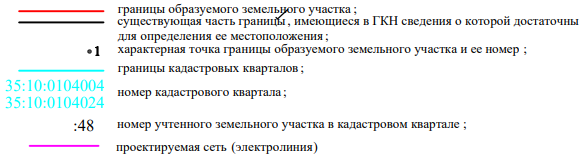 границы образуемого земельного участка ;
существующая часть границы, имеющиеся в ГКН сведения о которой достаточны
для определения ее местоположения ;
•1 характерная точка границы образуемого земельного участка и ее номер ;
границы кадастровых кварталов ;
35:10:0104004
35:10:0104024
номер кадастрового квартала ;
:48 номер учтенного земельного участка в кадастровом квартале ;
проектируемая сеть (электролиния)